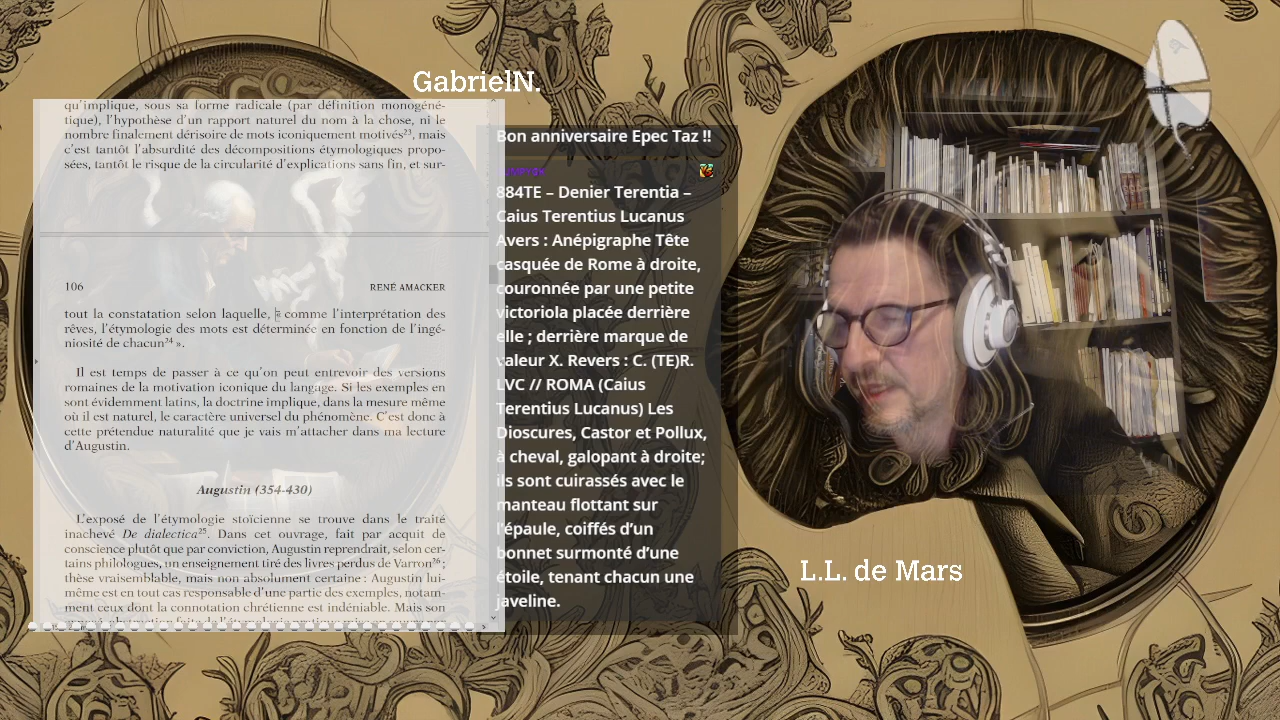 GabrielN.
qu'implique, sous sa forme radicale (par définition monogéné-
tique), l'hypothèse d'un rapport naturel du nom à la chose, ni le
nombre finalement dérisoire de mots iconiquement motivés²³, mais
c'est tantôt l'absurdité des décompositions étymologiques propo-
sées, tantôt le risque de la circularité d'explications sans fin, et sur-
106 RENÉ AMACKER
tout la constatation selon laquelle, « comme l'interprétation des
rêves, l'étymologie des mots est déterminée en fonction de l'ingé-
niosité de chacun²⁴ ».
Il est temps de passer à ce qu'on peut entrevoir des versions
romaines de la motivation iconique du langage. Si les exemples en
sont évidemment latins, la doctrine implique, dans la mesure même
où il est naturel, le caractère universel du phénomène. C'est donc à
cette prétendue naturalité que je vais m'attacher dans ma lecture
d'Augustin.
Augustin (354-430)
L'exposé de l'étymologie stoïcienne se trouve dans le traité
inachevé De dialectica²⁵. Dans cet ouvrage, fait par acquit de
conscience plutôt que par conviction, Augustin reprendrait, selon cer-
tains philologues, un enseignement tiré des livres perdus de Varron²⁶ ;
thèse vraisemblable, mais non absolument certaine : Augustin lui-
même est en tout cas responsable d'une partie des exemples, notam-
ment ceux dont la connotation chrétienne est indéniable. Mais son
Bon anniversaire Epec Taz !!
884TE – Denier Terentia –
Caius Terentius Lucanus
Avers : Anépigraphe Tête
casquée de Rome à droite,
couronnée par une petite
victoriola placée derrière
elle ; derrière marque de
valeur X. Revers : C. (TE)R.
LVC // ROMA (Caius
Terentius Lucanus) Les
Dioscures, Castor et Pollux,
à cheval, galopant à droite;
ils sont cuirassés avec le
manteau flottant sur
l'épaule, coiffés d’un
bonnet surmonté d’une
étoile, tenant chacun une
javeline.
L.L. de Mars